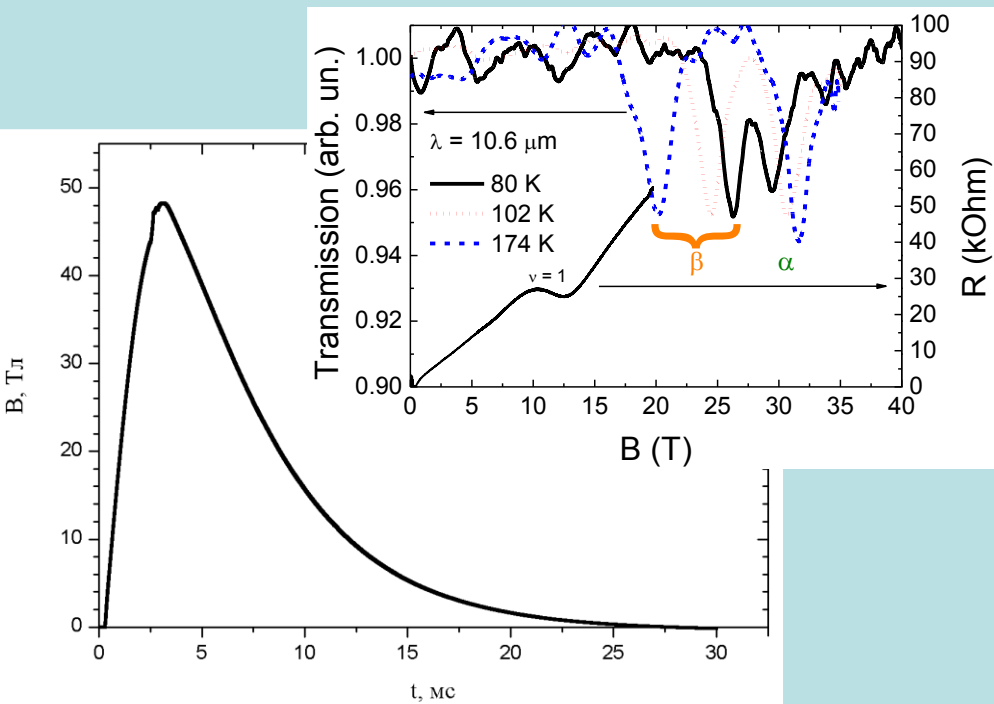 Transmission (arb. un.)
1.00
0.98
0.96
0.94
0.92
0.90
λ = 10.6 μm
80 K
102 K
174 K
β
α
ν = 1
100
90
80
70
60
50
40
30
20
10
0
R (kOhm)
0 5 10 15 20 25 30 35 40
B (T)
В, Тл
50
40
30
20
10
0
0 5 10 15 20 25 30
t, мс